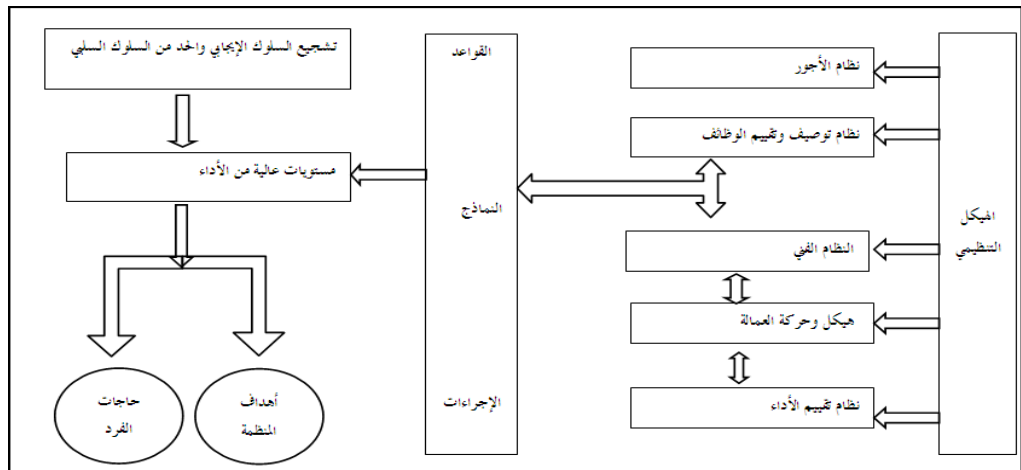 الهيكل
التنظيمي
نظام الأجور
نظام توصيف وتقييم الوظائف
النظام الفني
هيكل وحركة العمالة
نظام تقييم الأداء
القواعد
النماذج
الإجراءات
تشجيع السلوك الإيجابي والحد من السلوك السلبي
مستويات عالية من الأداء
أهداف
المنظمة
حاجات
الفرد